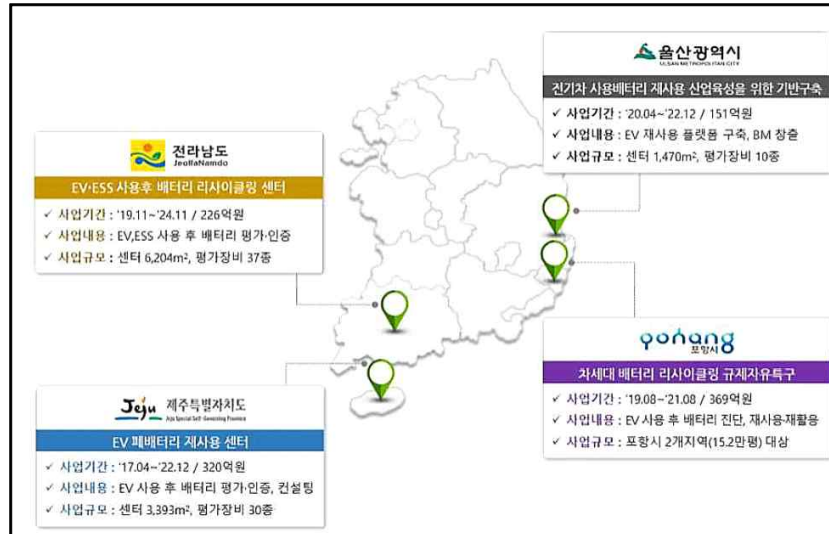 울산광역시
ULSAN METROPOLITAN CITY
전기차 사용배터리 재사용 산업육성을 위한 기반구축
✓ 사업기간 : '20.04~'22.12 / 151억원
✓ 사업내용 : EV 재사용 플랫폼 구축, BM 창출
✓ 사업규모 : 센터 1,470m², 평가장비 10종
전라남도
JeollaNamdo
EV·ESS 사용후 배터리 리사이클링 센터
✓ 사업기간 : '19.11~'24.11 / 226억원
✓ 사업내용 : EV,ESS 사용 후 배터리 평가·인증
✓ 사업규모 : 센터 6,204m², 평가장비 37종
pohang
포항시
차세대 배터리 리사이클링 규제자유특구
✓ 사업기간 : '19.08~'21.08 / 369억원
✓ 사업내용 : EV 사용 후 배터리 진단, 재사용·재활용
✓ 사업규모 : 포항시 2개지역(15.2만평) 대상
Jeju 제주특별자치도
Jeju Special Self-Governing Province
EV 폐배터리 재사용 센터
✓ 사업기간 : '17.04~'22.12 / 320억원
✓ 사업내용 : EV 사용 후 배터리 평가·인증, 컨설팅
✓ 사업규모 : 센터 3,393m², 평가장비 30종